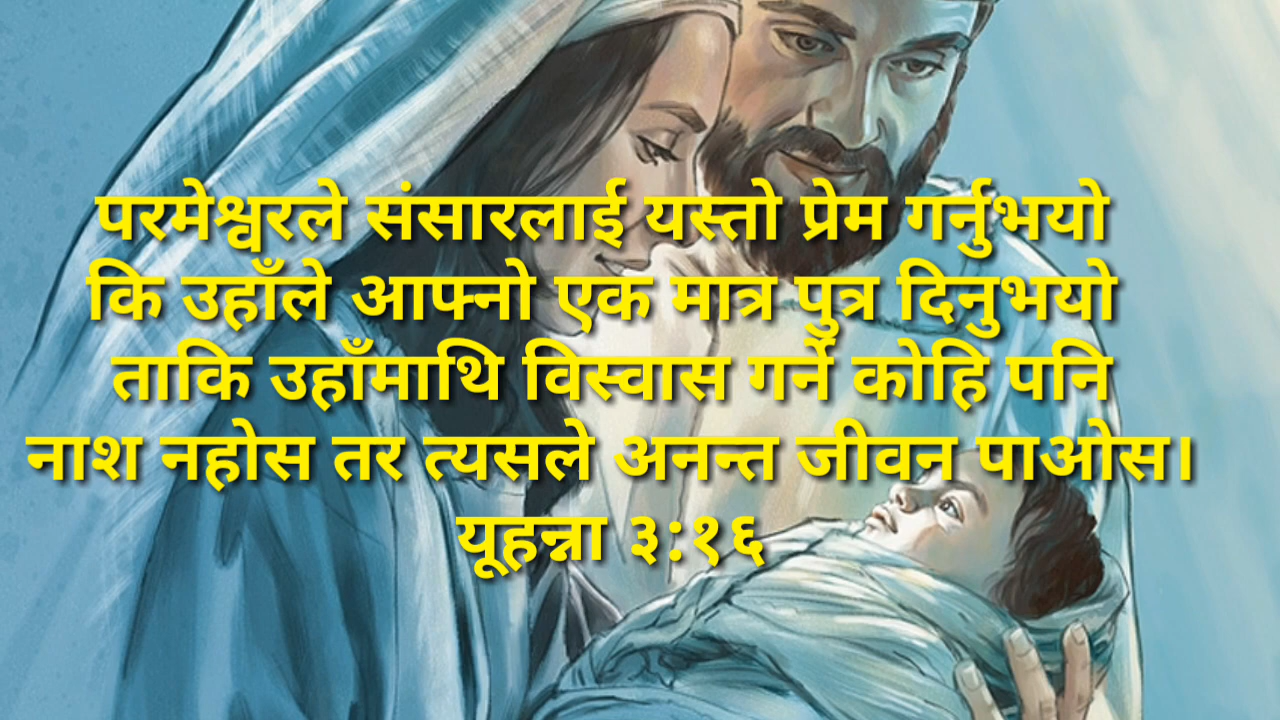 परमेश्वरले संसारलाई यस्तो प्रेम गर्नुभयो
कि उहाँले आफ्नो एक मात्र पुत्र दिनुभयो
ताकि उहाँमाथि विस्वास गर्ने कोहि पनि
नाश नहोस तर त्यसले अनन्त जीवन पाओस।
यूहन्ना ३:१६